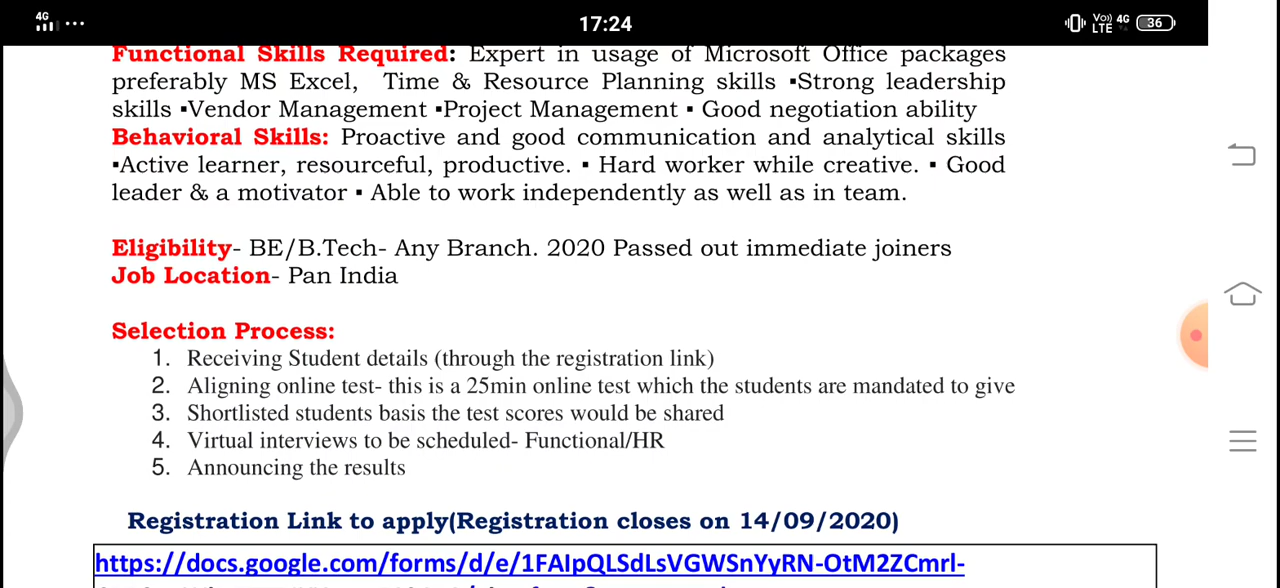 4G 17:24 Vo) LTE 4G 36
Functional Skills Required: Expert in usage of Microsoft Office packages
preferably MS Excel, Time & Resource Planning skills ▪Strong leadership
skills ▪Vendor Management ▪Project Management ▪ Good negotiation ability
Behavioral Skills: Proactive and good communication and analytical skills
▪Active learner, resourceful, productive. ▪ Hard worker while creative. ▪ Good
leader & a motivator ▪ Able to work independently as well as in team.
Eligibility- BE/B.Tech- Any Branch. 2020 Passed out immediate joiners
Job Location- Pan India
Selection Process:
1. Receiving Student details (through the registration link)
2. Aligning online test- this is a 25min online test which the students are mandated to give
3. Shortlisted students basis the test scores would be shared
4. Virtual interviews to be scheduled- Functional/HR
5. Announcing the results
Registration Link to apply(Registration closes on 14/09/2020)
https://docs.google.com/forms/d/e/1FAIpQLSdLsVGWSnYyRN-OtM2ZCmrl-